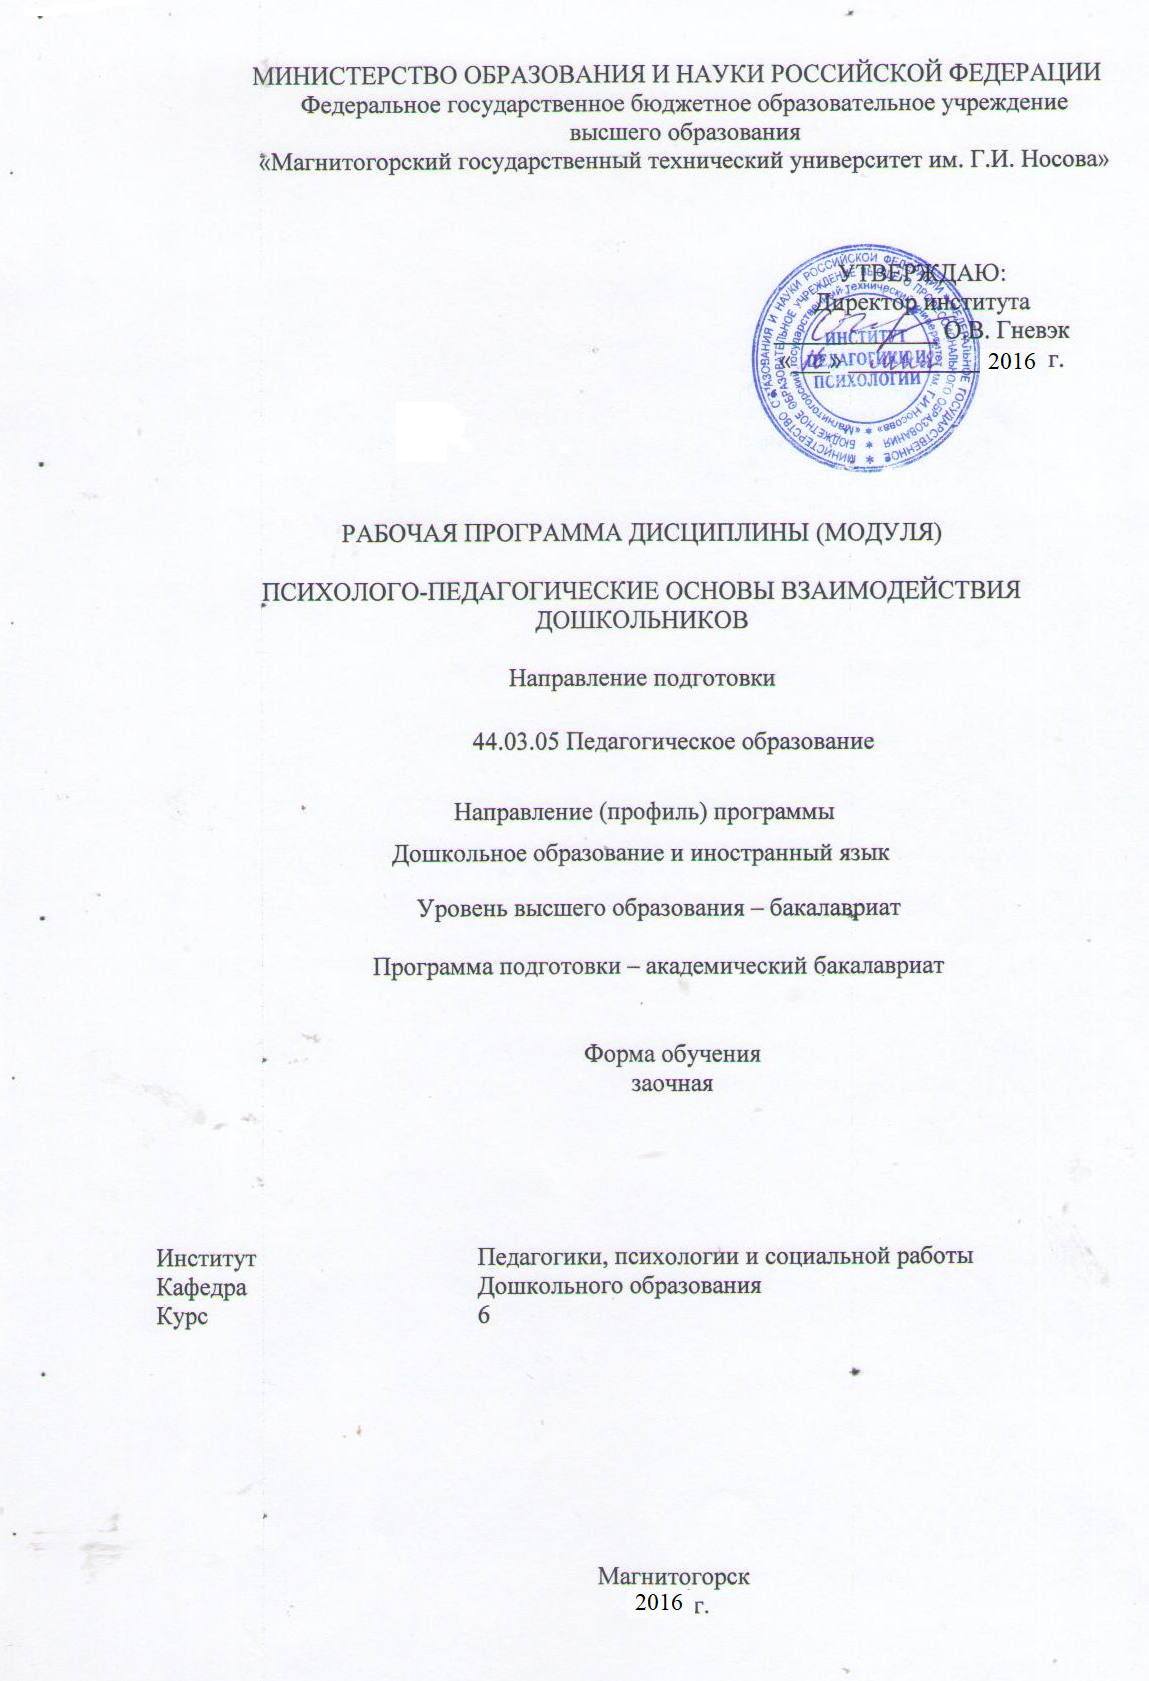 МИНИСТЕРСТВО ОБРАЗОВАНИЯ И НАУКИ РОССИЙСКОЙ ФЕДЕРАЦИИ
Федеральное государственное бюджетное образовательное учреждение
высшего образования
«Магнитогорский государственный технический университет им. Г.И. Носова»
УТВЕРЖДАЮ:
Директор института
О.В. Гневэк
« » 2016 г.
ИНСТИТУТ
ПЕДАГОГИКИ И
ПСИХОЛОГИИ
РАБОЧАЯ ПРОГРАММА ДИСЦИПЛИНЫ (МОДУЛЯ)
ПСИХОЛОГО-ПЕДАГОГИЧЕСКИЕ ОСНОВЫ ВЗАИМОДЕЙСТВИЯ
ДОШКОЛЬНИКОВ
Направление подготовки
44.03.05 Педагогическое образование
Направление (профиль) программы
Дошкольное образование и иностранный язык
Уровень высшего образования – бакалавриат
Программа подготовки – академический бакалавриат
Форма обучения
заочная
Институт Педагогики, психологии и социальной работы
Кафедра Дошкольного образования
Курс 6
Магнитогорск
2016 г.